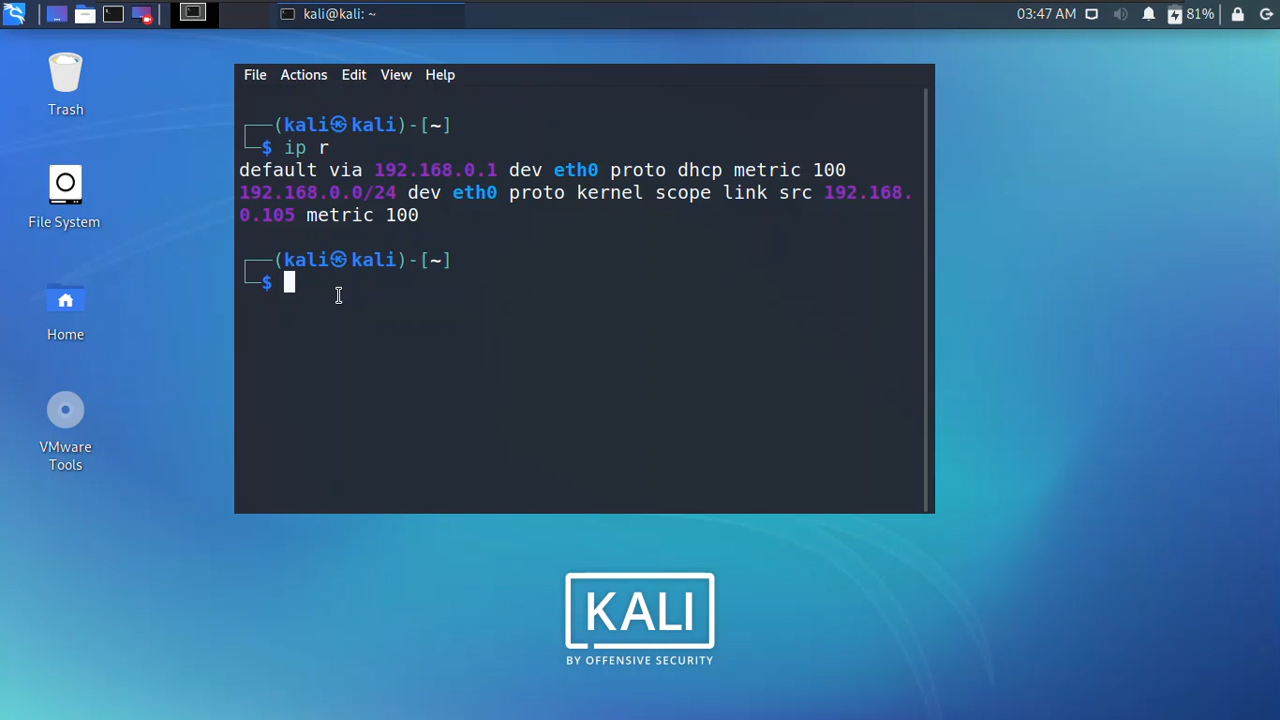 kali@kali: ~
03:47 AM
81%
File Actions Edit View Help
Trash
File System
Home
VMware
Tools
┌──(kali㉿kali)-[~]
└─$ ip r
default via 192.168.0.1 dev eth0 proto dhcp metric 100
192.168.0.0/24 dev eth0 proto kernel scope link src 192.168.
0.105 metric 100
┌──(kali㉿kali)-[~]
└─$
KALI
BY OFFENSIVE SECURITY